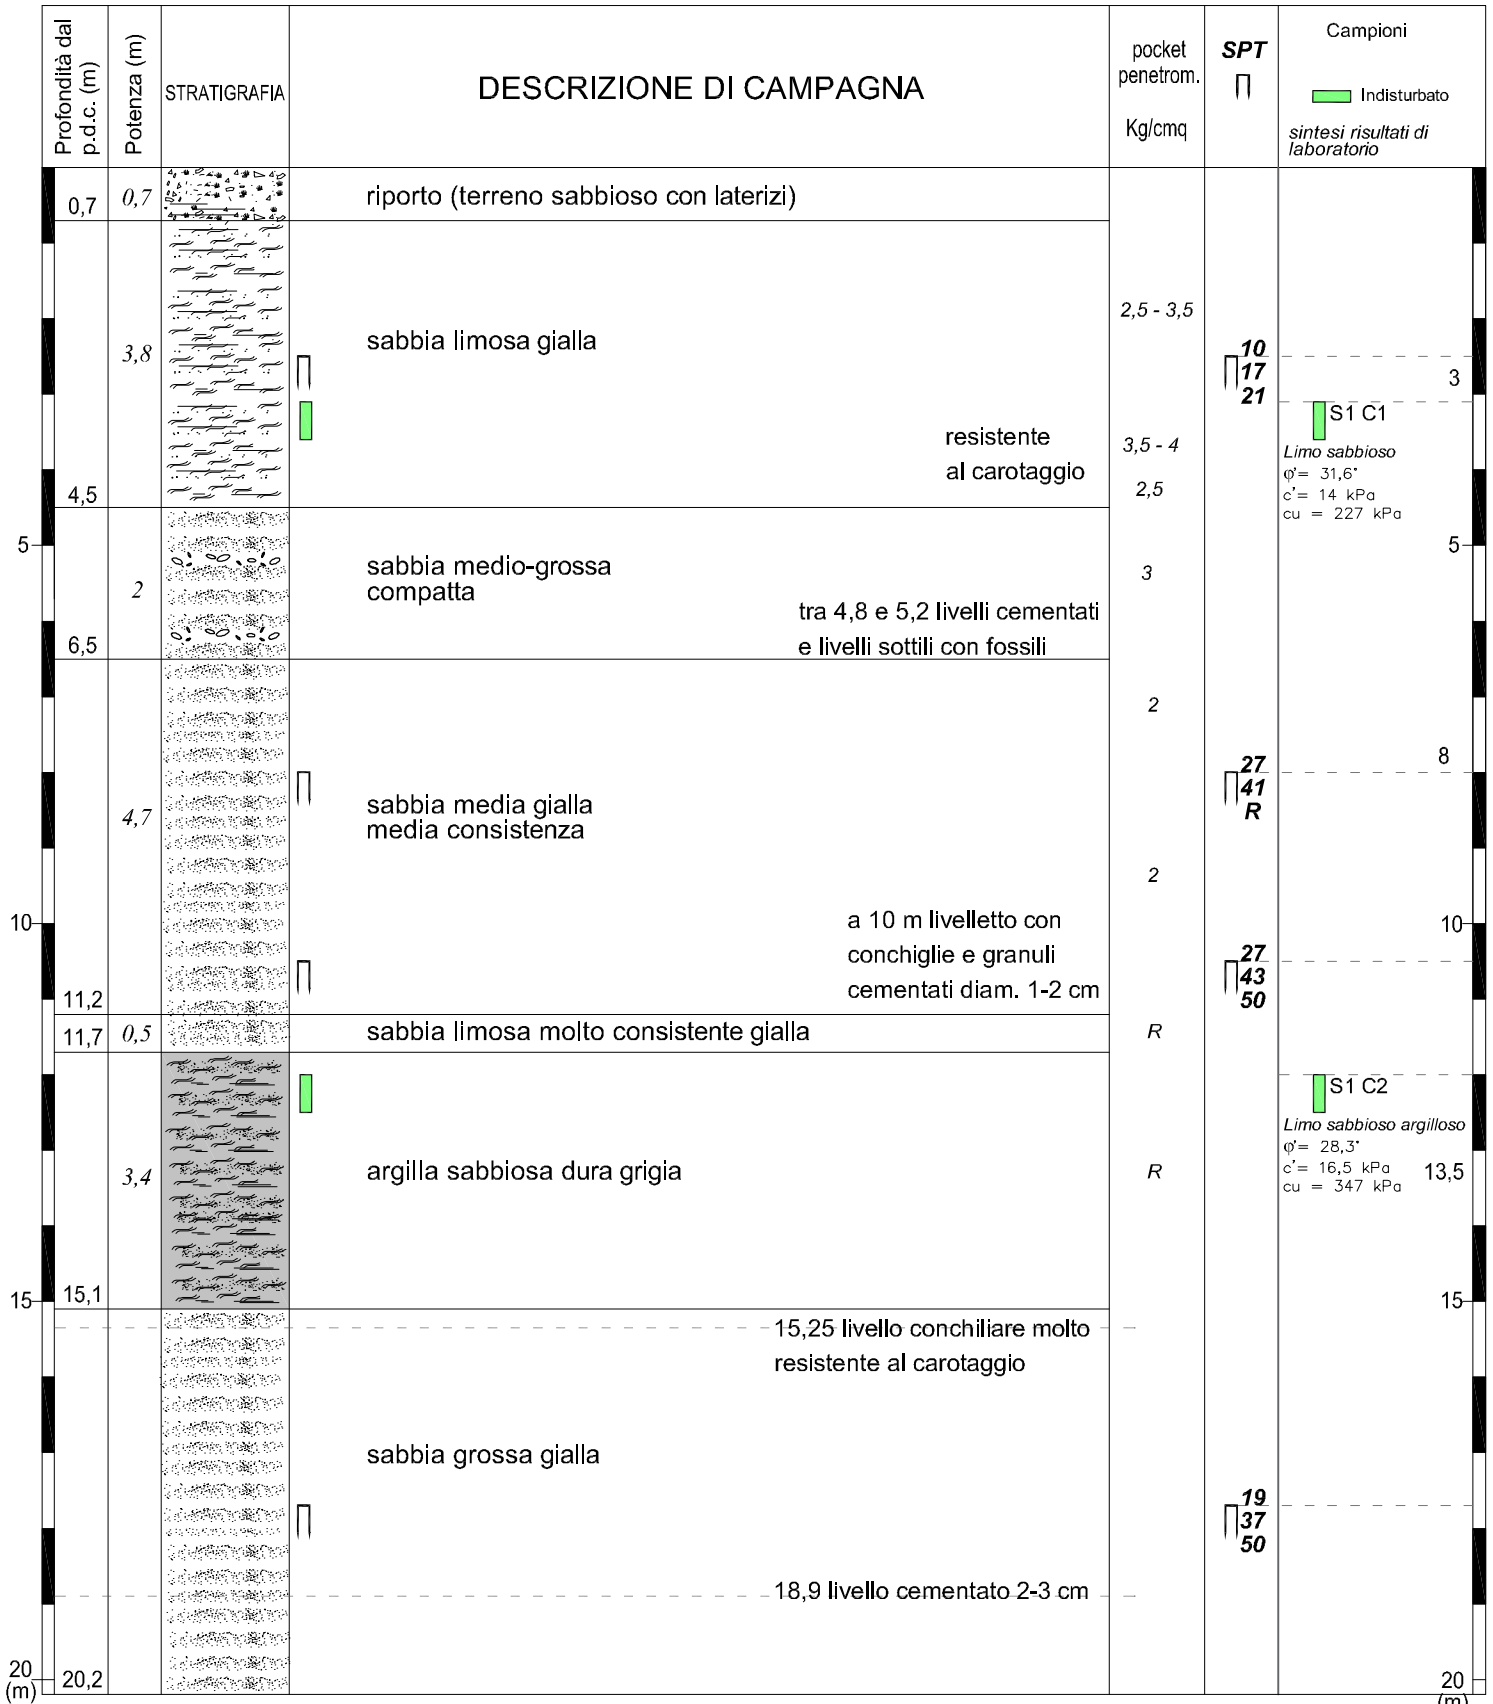 Profondità dal
p.d.c. (m)
Potenza (m)
STRATIGRAFIA
DESCRIZIONE DI CAMPAGNA
pocket
penetrom.
Kg/cmq
SPT
Campioni
Indisturbato
sintesi risultati di
laboratorio
0,7
0,7
riporto (terreno sabbioso con laterizi)
2,5 - 3,5
3,8
sabbia limosa gialla
10
17
21
3
S1 C1
resistente
al carotaggio
3,5 - 4
2,5
Limo sabbioso
φ'= 31,6°
c'= 14 kPa
cu = 227 kPa
4,5
5
5
2
sabbia medio-grossa
compatta
3
tra 4,8 e 5,2 livelli cementati
e livelli sottili con fossili
6,5
2
8
27
41
R
4,7
sabbia media gialla
media consistenza
2
10
10
a 10 m livelletto con
conchiglie e granuli
cementati diam. 1-2 cm
27
43
50
11,2
11,7
0,5
sabbia limosa molto consistente gialla
R
S1 C2
Limo sabbioso argilloso
φ'= 28,3°
c'= 16,5 kPa
cu = 347 kPa
13,5
3,4
argilla sabbiosa dura grigia
R
15,1
15
15
15,25 livello conchiliare molto
resistente al carotaggio
sabbia grossa gialla
19
37
50
18,9 livello cementato 2-3 cm
20
(m)
20,2
20
(m)